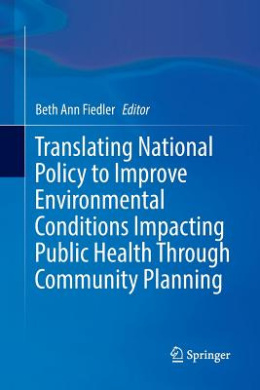 Beth Ann Fiedler Editor
Translating National
Policy to Improve
Environmental
Conditions Impacting
Public Health Through
Community Planning
Springer